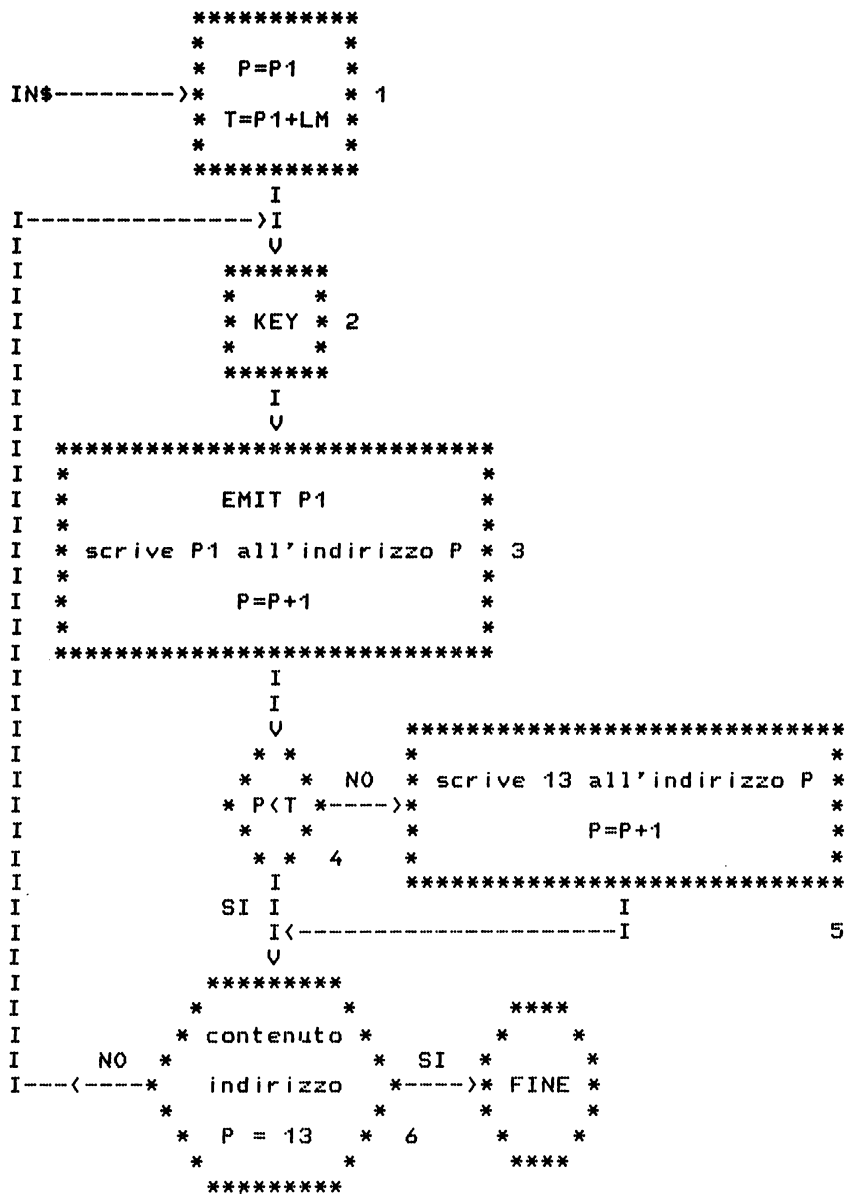 P=P1
IN$ 1
T=P1+LM
KEY 2
EMIT P1
scrive P1 all'indirizzo P 3
P=P+1
NO scrive 13 all'indirizzo P
P<T
P=P+1
4
SI
5
contenuto
NO SI
indirizzo FINE
P = 13 6